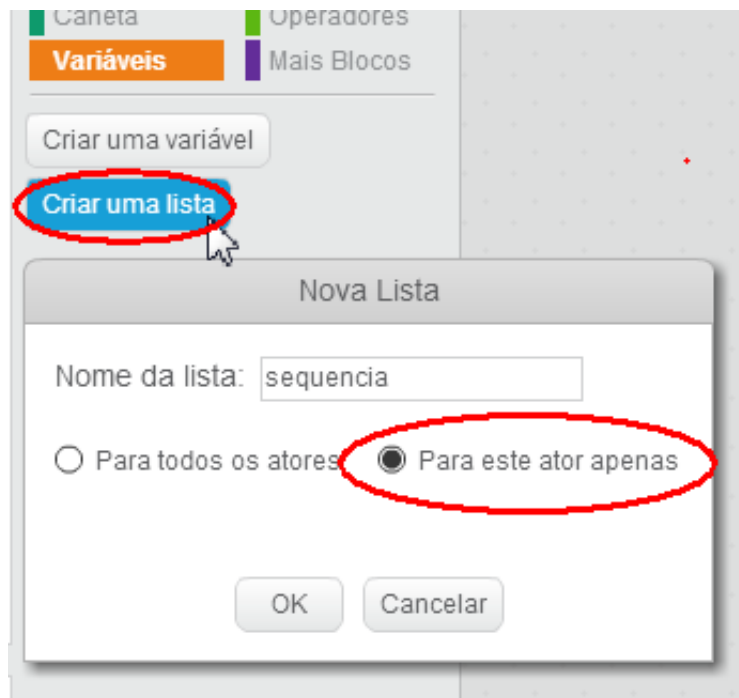 Caneta Operadores
Variáveis Mais Blocos
Criar uma variável
Criar uma lista
Nova Lista
Nome da lista: sequencia
Para todos os atores Para este ator apenas
OK Cancelar